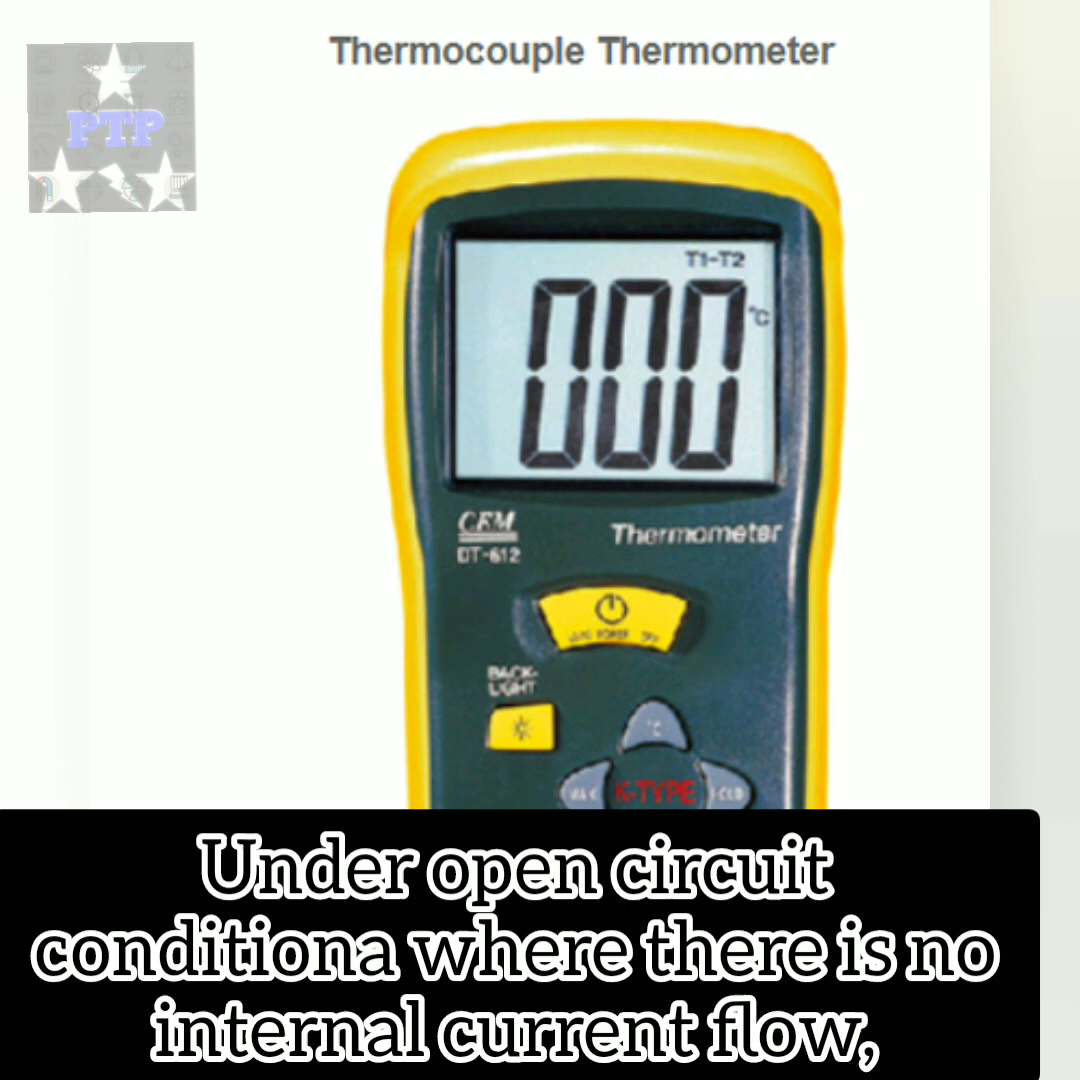 Thermocouple Thermometer
PTP
T1-T2
000
°C
CEM
Thermometer
DT-612
POWER
BACK-
LIGHT
°C
K-TYPE
Under open circuit
conditiona where there is no
internal current flow,